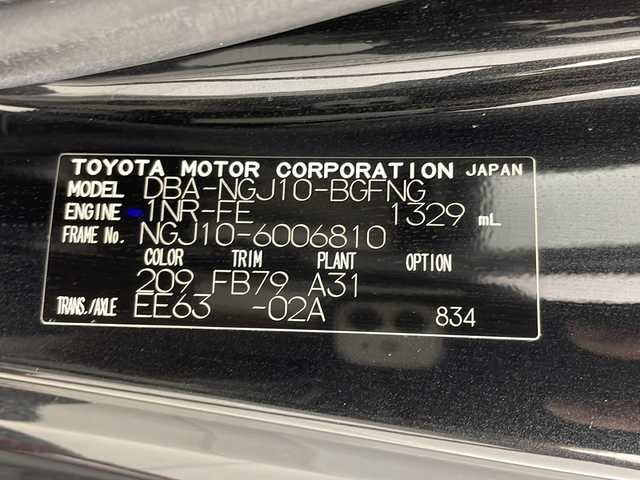 TOYOTA MOTOR CORPORATION JAPAN
MODEL DBA-NGJ10-BGFNG
ENGINE 1NR-FE 1329 mL
FRAME No. NGJ10-6006810
COLOR TRIM PLANT OPTION
209 FB79 A31
TRANS./AXLE EE63 -02A 834